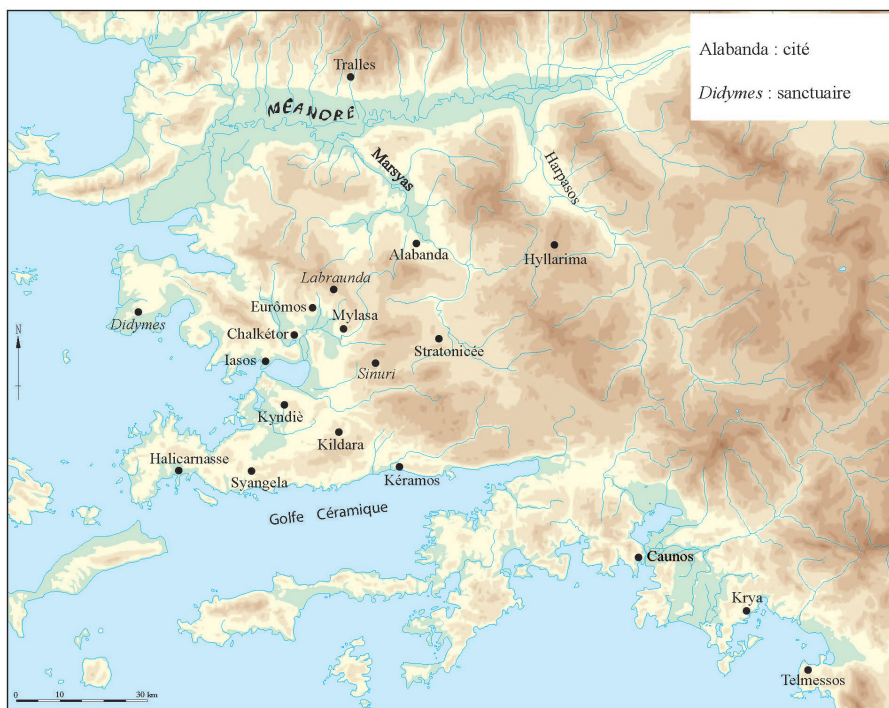 Alabanda : cité
Didymes : sanctuaire
Tralles
MÉANDRE
Marsyas
Harpasos
Alabanda
Hyllarima
Labraunda
Eurômos
Mylasa
Didymes
Chalkétor
Stratonicée
Iasos
Sinuri
N
Kyndiè
Kildara
Halicarnasse
Syangela
Kéramos
Golfe Céramique
Caunos
Krya
Telmessos
0 10 20 30 km